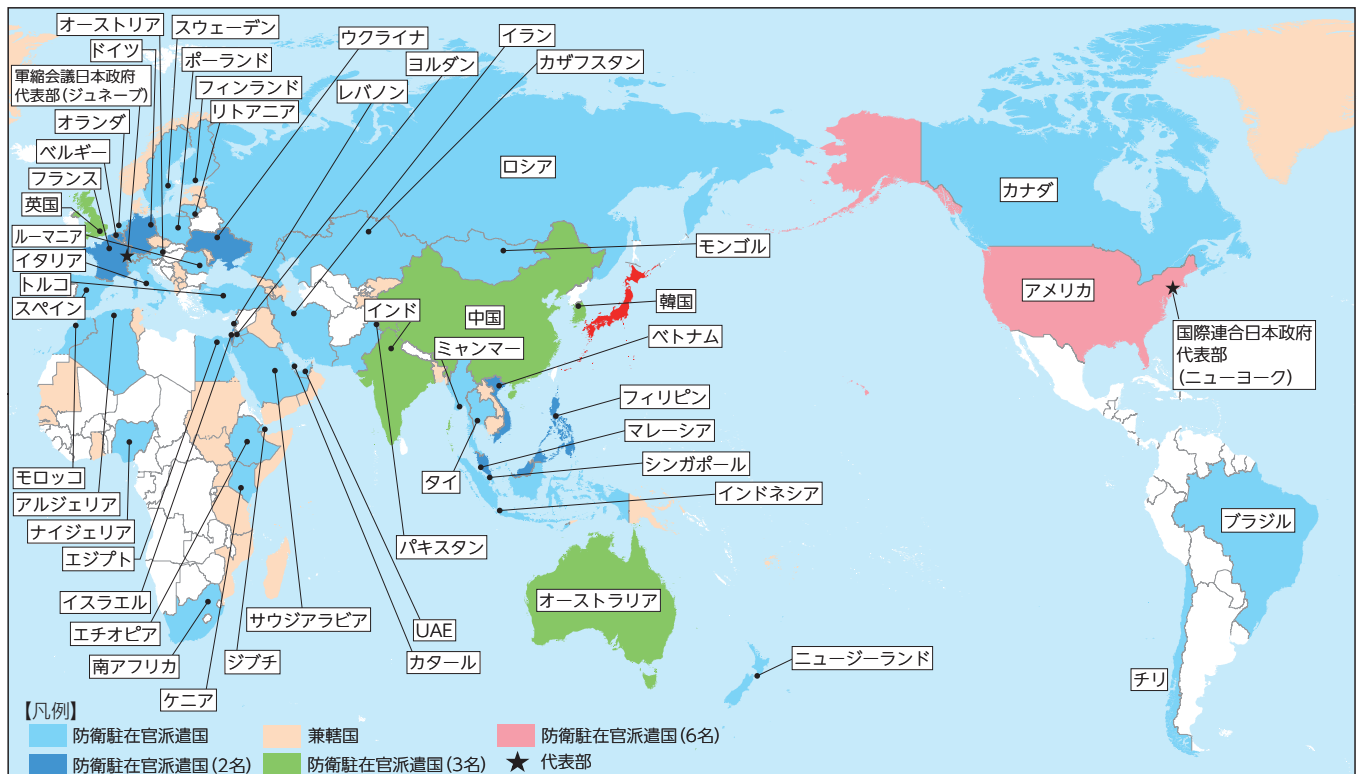 オーストリア
スウェーデン
ドイツ
ポーランド
軍縮会議日本政府
代表部(ジュネーブ)
フィンランド
リトアニア
オランダ
ベルギー
フランス
英国
ルーマニア
イタリア
トルコ
スペイン
ウクライナ
レバノン
ヨルダン
イラン
カザフスタン
ロシア
カナダ
モンゴル
アメリカ
韓国
中国
インド
ミャンマー
ベトナム
国際連合日本政府
代表部
(ニューヨーク)
フィリピン
マレーシア
シンガポール
インドネシア
タイ
モロッコ
アルジェリア
ナイジェリア
エジプト
イスラエル
エチオピア
南アフリカ
ケニア
ジブチ
サウジアラビア
UAE
カタール
パキスタン
オーストラリア
ニュージーランド
ブラジル
チリ
【凡例】
防衛駐在官派遣国
兼轄国
防衛駐在官派遣国(6名)
防衛駐在官派遣国(2名)
防衛駐在官派遣国(3名)
★ 代表部